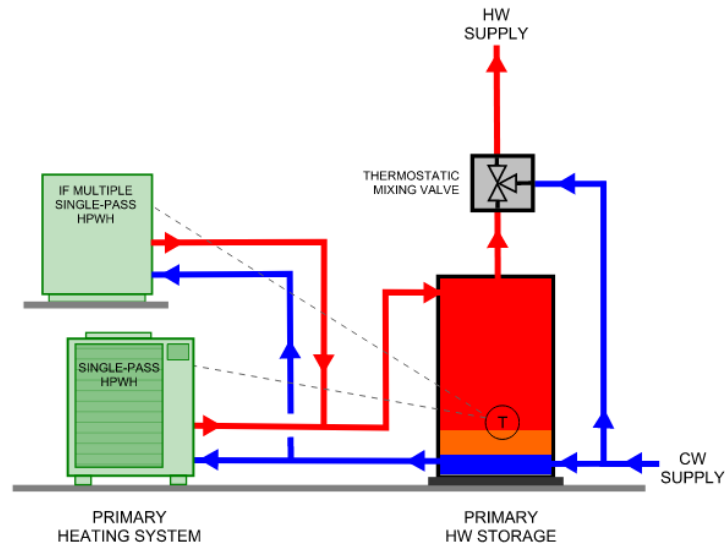 HW
SUPPLY
THERMOSTATIC
MIXING VALVE
IF MULTIPLE
SINGLE-PASS
HPWH
SINGLE-PASS
HPWH
T
CW
SUPPLY
PRIMARY
HEATING SYSTEM
PRIMARY
HW STORAGE